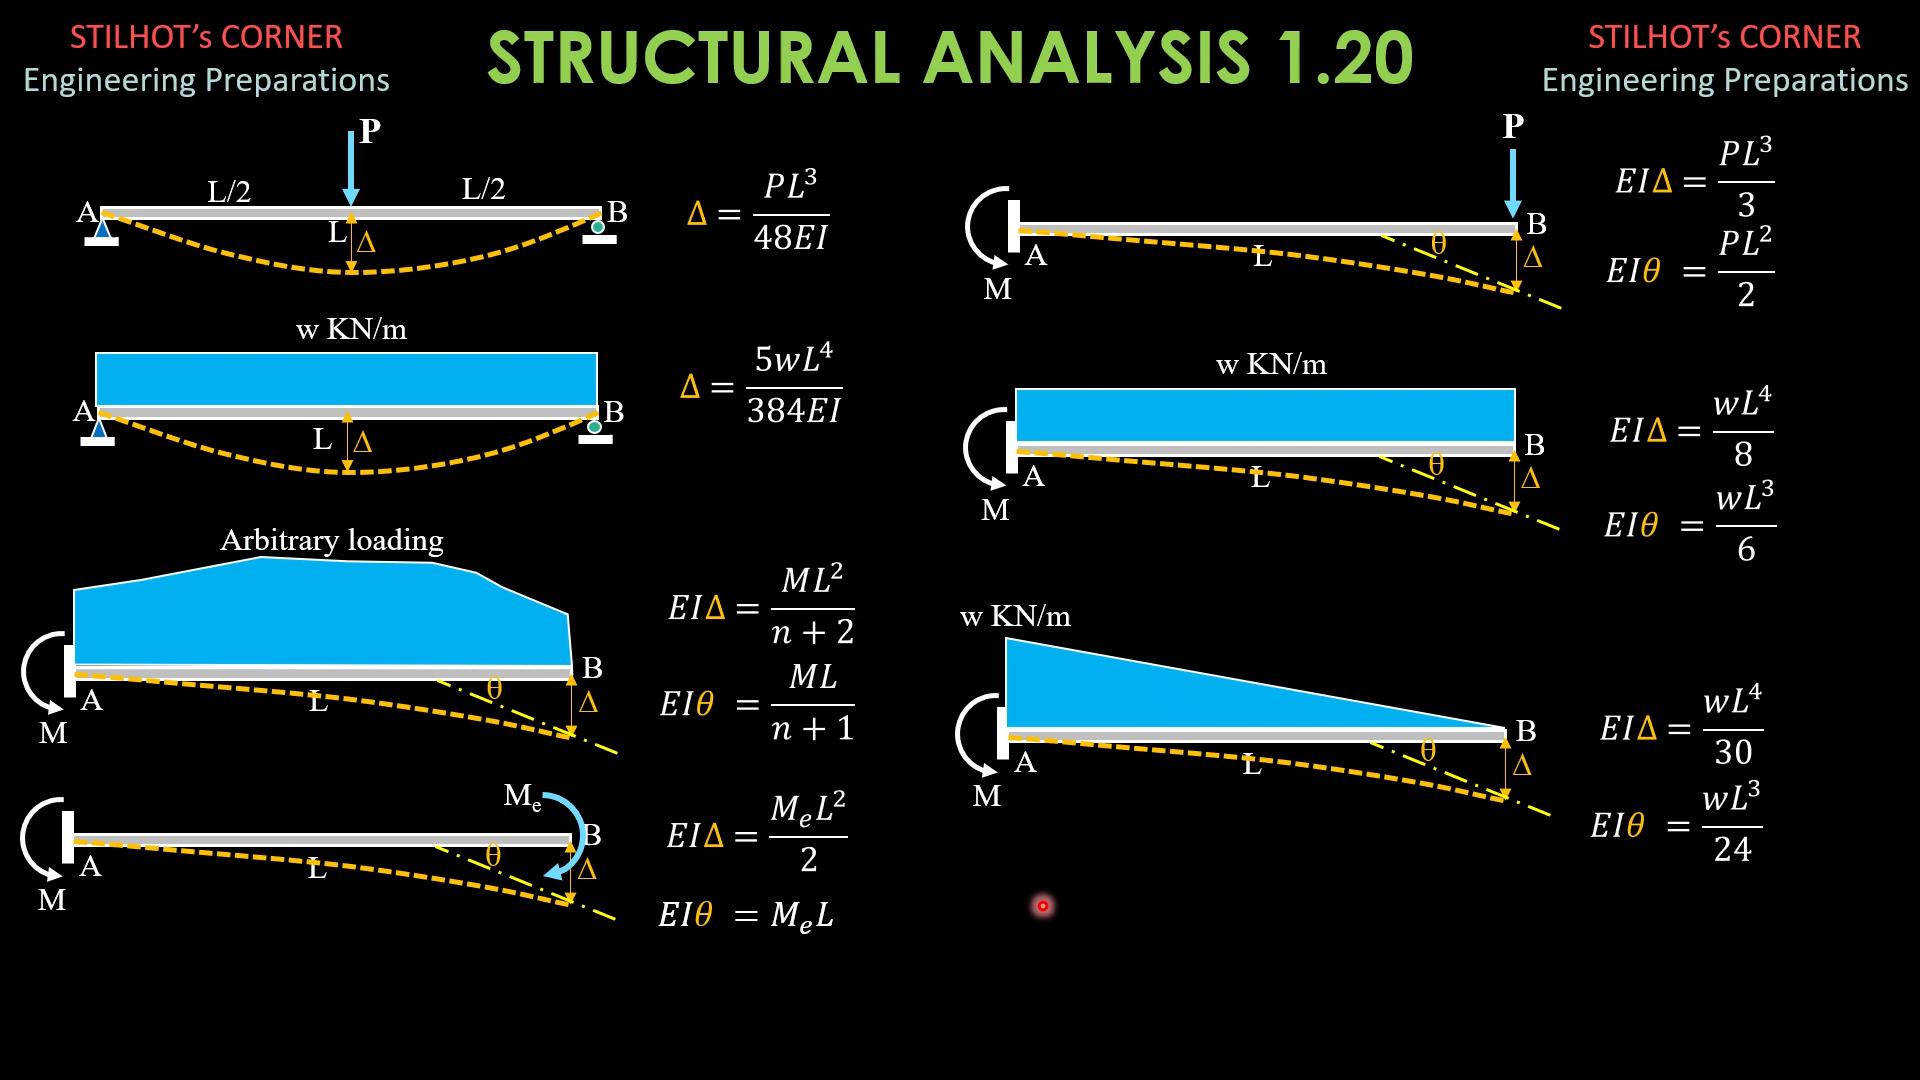 STILHOT's CORNER
Engineering Preparations
STRUCTURAL ANALYSIS 1.20
STILHOT's CORNER
Engineering Preparations
P
L/2 L/2
A B
L Δ
Δ = PL³/48EI
w KN/m
A B
L Δ
Δ = 5wL⁴/384EI
Arbitrary loading
B
A L θ Δ
M
EIΔ = ML²/(n + 2)
EIθ = ML/(n + 1)
Mₑ
B
A L θ Δ
M
EIΔ = MₑL²/2
EIθ = MₑL
P
B
A L θ Δ
M
EIΔ = PL³/3
EIθ = PL²/2
w KN/m
B
A L θ Δ
M
EIΔ = wL⁴/8
EIθ = wL³/6
w KN/m
B
A L θ Δ
M
EIΔ = wL⁴/30
EIθ = wL³/24